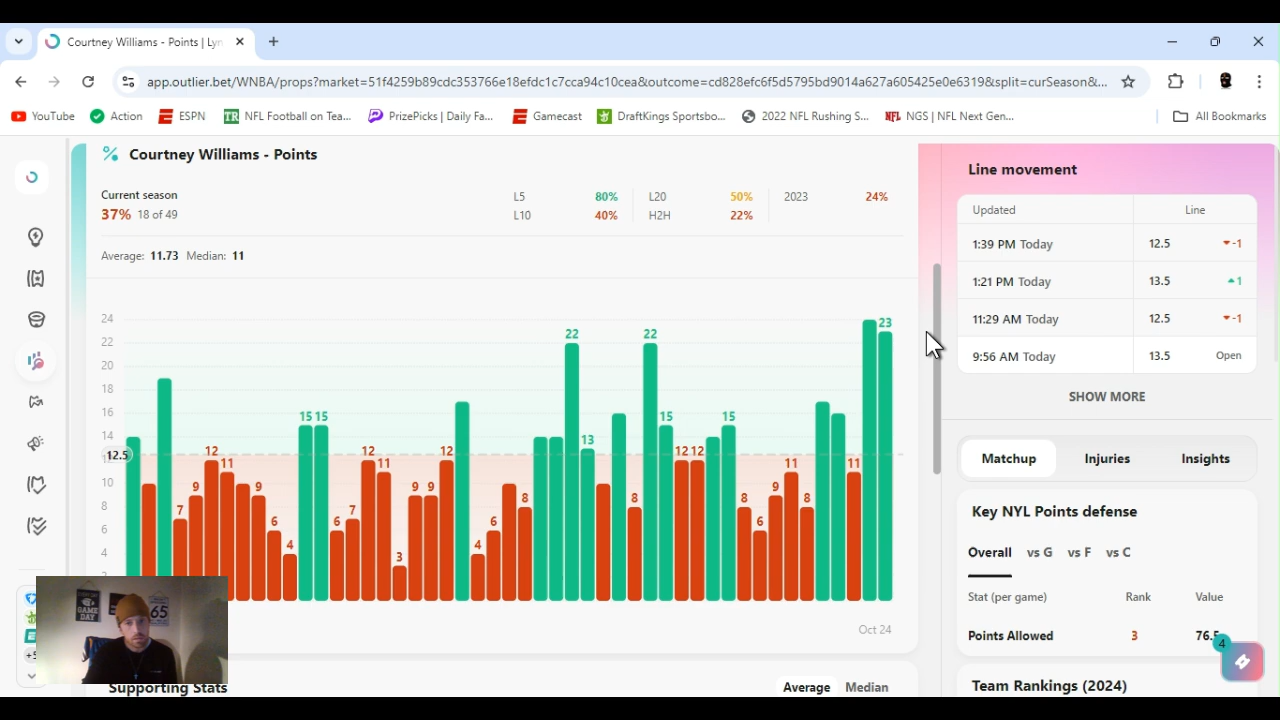 Courtney Williams - Points | Lyn
app.outlier.bet/WNBA/props?market=51f4259b89cdc353766e18efdc1c7cca94c10cea&outcome=cd828efc6f5d5795bd9014a627a605425e0e6319&split=curSeason&...
YouTube Action ESPN NFL Football on Tea... PrizePicks | Daily Fa... Gamecast DraftKings Sportsbo... 2022 NFL Rushing S... NGS | NFL Next Gen... All Bookmarks
Courtney Williams - Points
Current season
37% 18 of 49
L5 80% L20 50% 2023 24%
L10 40% H2H 22%
Average: 11.73 Median: 11
24
22
20
18
16
14
12.5
10
8
6
4
2
7 9 12 11 9 6 4 15 15 6 7 12 11 3 9 9 12 4 6 8 22 13 8 22 15 12 12 15 8 6 9 11 8 11 23
Oct 24
GAME
DAY
65
Supporting Stats
Average Median
Line movement
Updated Line
1:39 PM Today 12.5 -1
1:21 PM Today 13.5 1
11:29 AM Today 12.5 -1
9:56 AM Today 13.5 Open
SHOW MORE
Matchup Injuries Insights
Key NYL Points defense
Overall vs G vs F vs C
Stat (per game) Rank Value
Points Allowed 3 76.5
4
Team Rankings (2024)